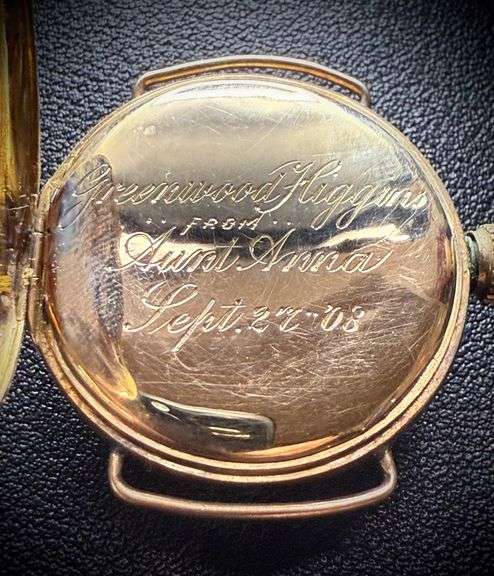 Greenwood Higgins
·· FROM ··
Aunt Anna
Sept. 27" '08